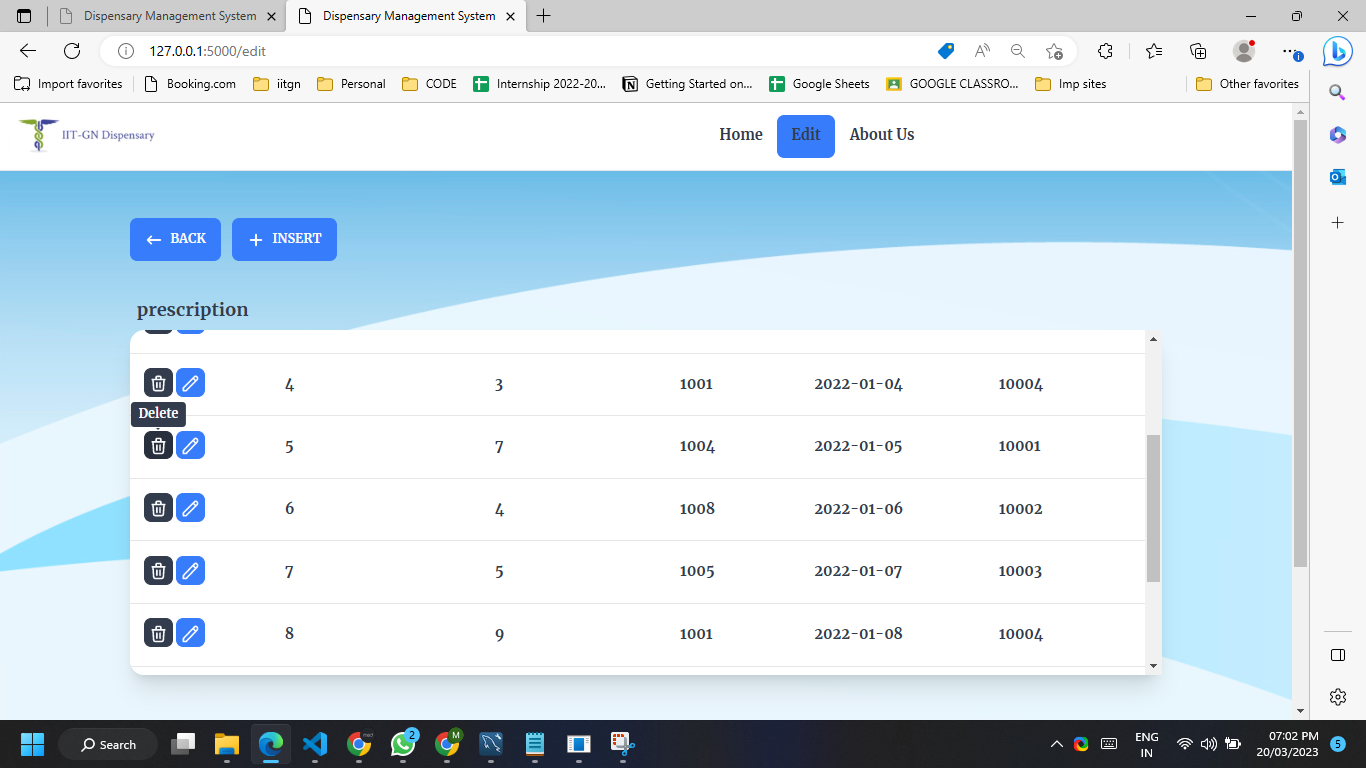 Dispensary Management System
Dispensary Management System
127.0.0.1:5000/edit
Import favorites
Booking.com
iitgn
Personal
CODE
Internship 2022-20...
Getting Started on...
Google Sheets
GOOGLE CLASSRO...
Imp sites
Other favorites
IIT-GN Dispensary
Home
Edit
About Us
BACK
INSERT
prescription
4 3 1001 2022-01-04 10004
Delete
5 7 1004 2022-01-05 10001
6 4 1008 2022-01-06 10002
7 5 1005 2022-01-07 10003
8 9 1001 2022-01-08 10004
Search
2
M
ENG
IN
07:02 PM
20/03/2023
5